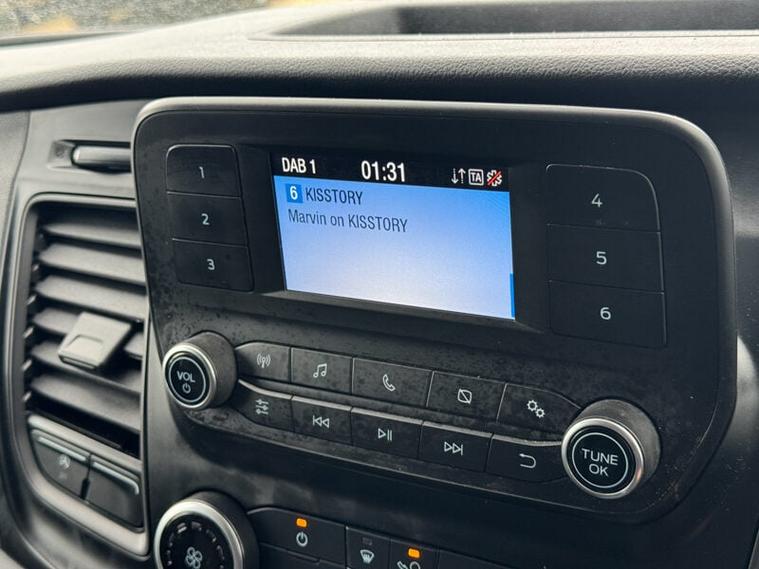 DAB 1 01:31 TA
6 KISSTORY
Marvin on KISSTORY
1
2
3
4
5
6
VOL
TUNE
OK